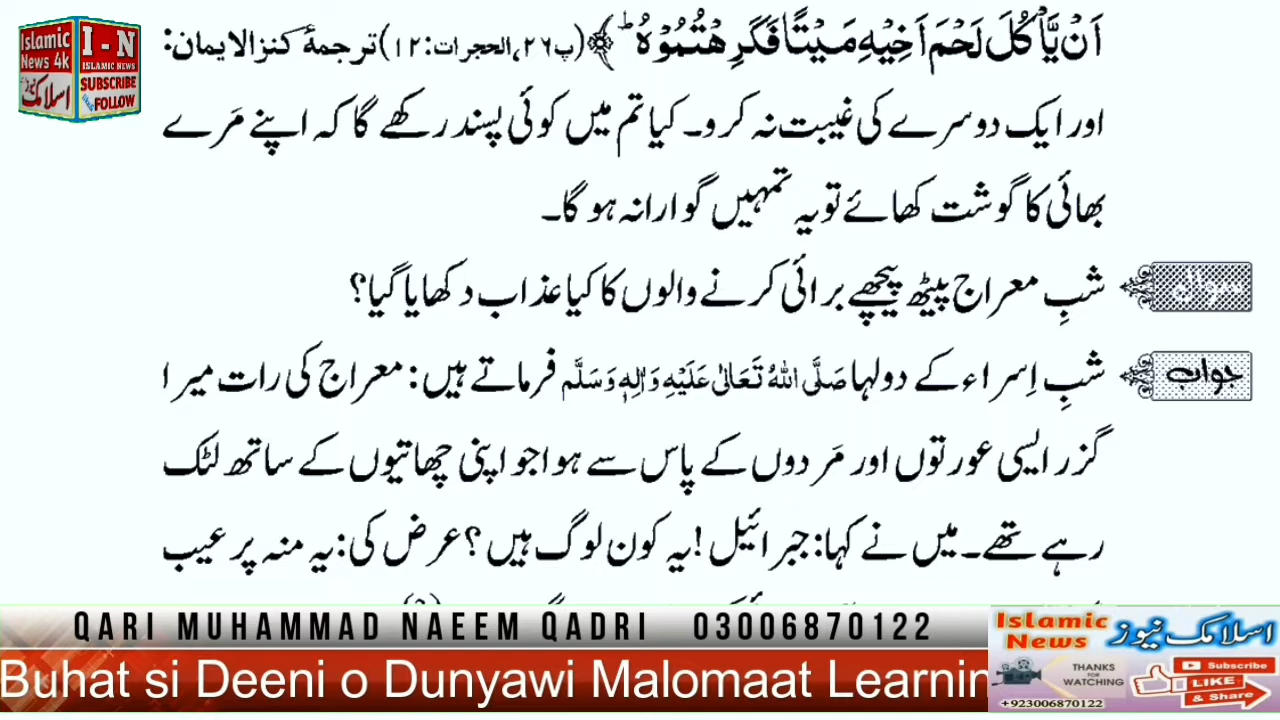 اَنْ یَّاْكُلَ لَحْمَ اَخِیْهِ مَیْتًا فَكَرِهْتُمُوْهُؕ ﴾ (پ۲۶، الحجرات: ۱۲) ترجمۂ کنزالایمان:
اور ایک دوسرے کی غیبت نہ کرو۔ کیا تم میں کوئی پسند رکھے گا کہ اپنے مَرے
بھائی کا گوشت کھائے تو یہ تمہیں گوارا نہ ہو گا۔
سوال شبِ معراج پیٹھ پیچھے برائی کرنے والوں کا کیا عذاب دکھایا گیا؟
جواب شبِ اِسراء کے دولہا صَلَّی اللہُ تَعَالٰی عَلَیْہِ وَاٰلِہٖ وَسَلَّم فرماتے ہیں: معراج کی رات میرا
گزر ایسی عورتوں اور مَردوں کے پاس سے ہوا جو اپنی چھاتیوں کے ساتھ لٹک
رہے تھے۔ میں نے کہا: جبرائیل! یہ کون لوگ ہیں؟ عرض کی: یہ منہ پر عیب
Islamic
News 4k
اسلامک نیوز
I - N
ISLAMIC NEWS
SUBSCRIBE
FOLLOW
QARI MUHAMMAD NAEEM QADRI 03006870122
Buhat si Deeni o Dunyawi Malomaat Learnin
Islamic
News
اسلامک نیوز
THANKS
FOR
WATCHING
+923006870122
Subscribe
LIKE
& Share